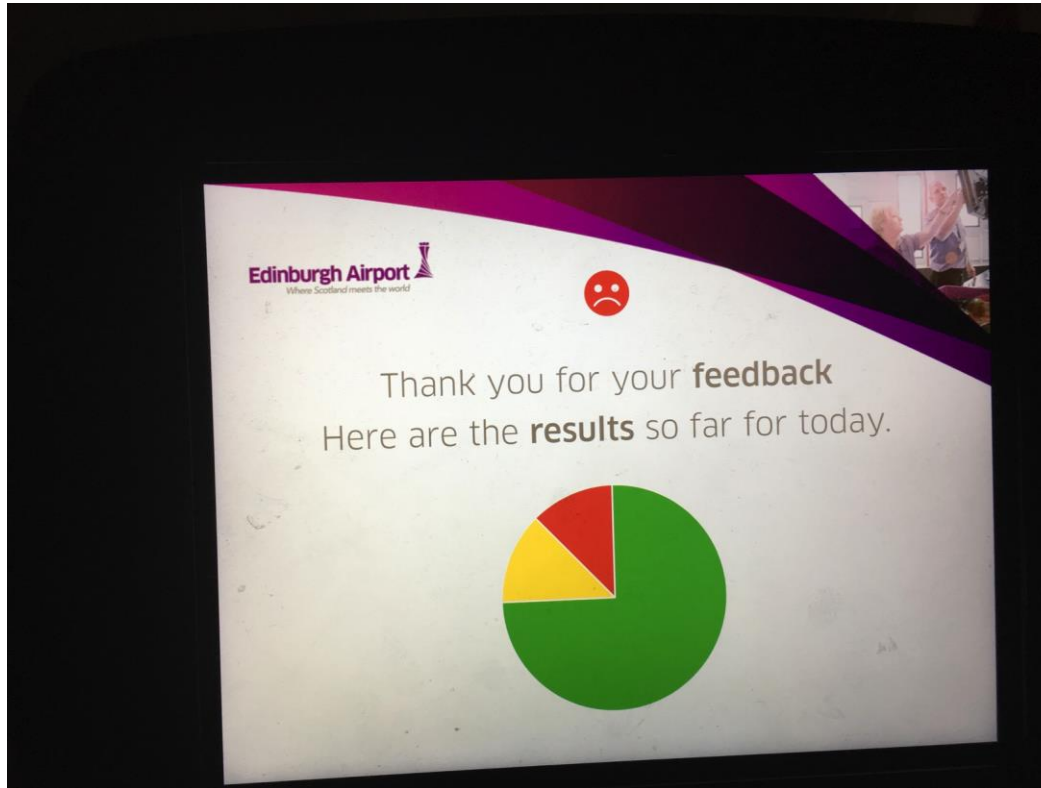 Edinburgh Airport
Where Scotland meets the world
Thank you for your feedback
Here are the results so far for today.